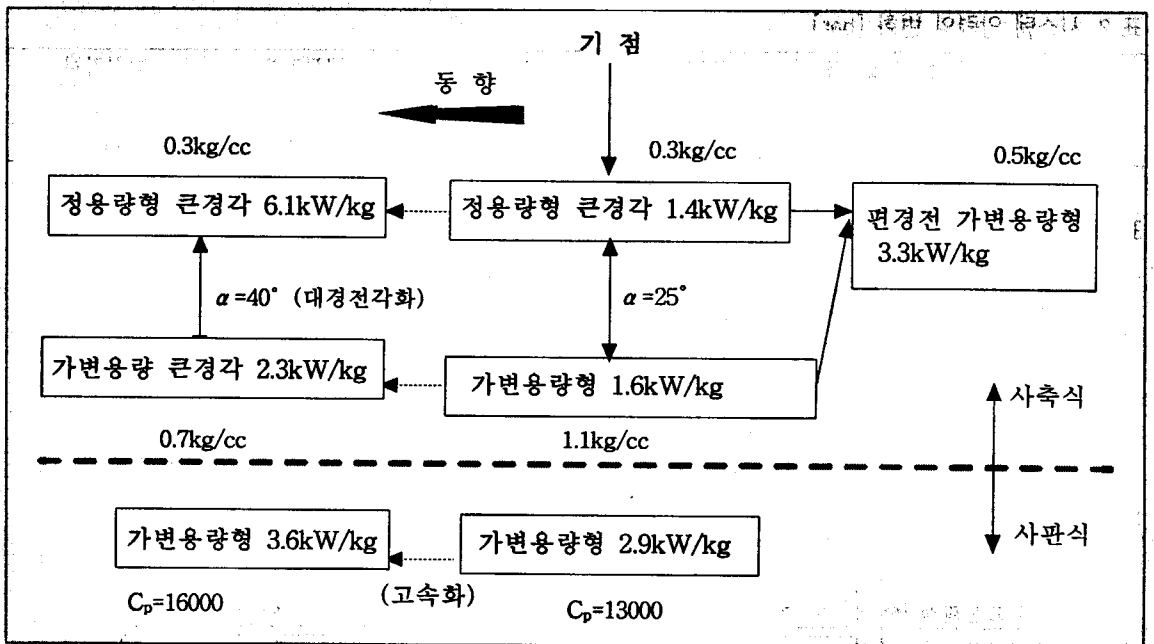 기 점
동 향
0.3kg/cc
0.3kg/cc
0.5kg/cc
정용량형 큰경각 6.1kW/kg
정용량형 큰경각 1.4kW/kg
편경전 가변용량형
3.3kW/kg
α=40° (대경전각화)
α=25°
가변용량 큰경각 2.3kW/kg
가변용량형 1.6kW/kg
사축식
0.7kg/cc
1.1kg/cc
사판식
가변용량형 3.6kW/kg
가변용량형 2.9kW/kg
(고속화)
Cp=16000
Cp=13000